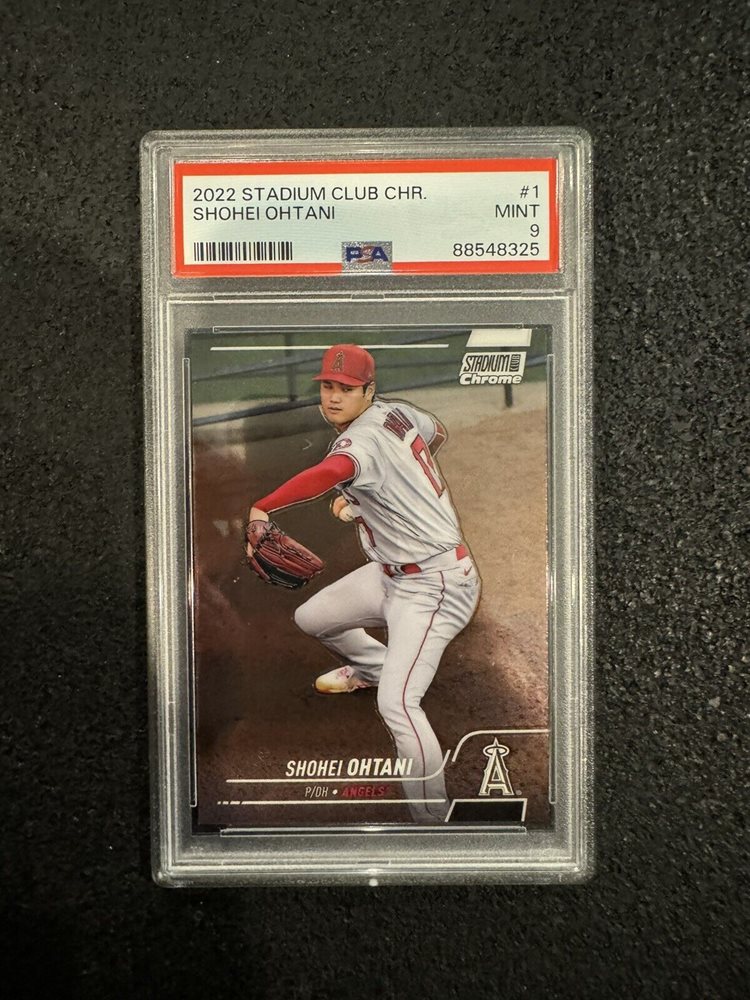 2022 STADIUM CLUB CHR. #1
SHOHEI OHTANI MINT
9
PSA 88548325
STADIUM CLUB
Chrome
A
SHOHEI OHTANI
P/DH • ANGELS
A